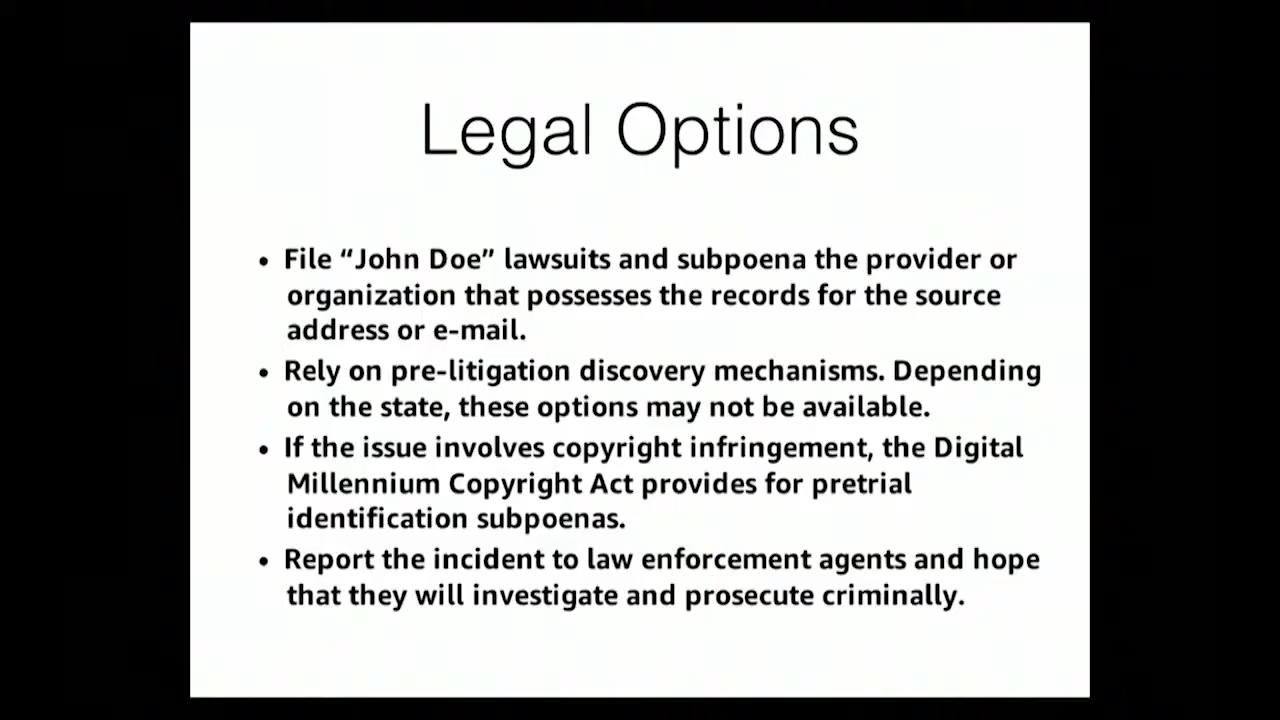 Legal Options
• File “John Doe” lawsuits and subpoena the provider or
organization that possesses the records for the source
address or e-mail.
• Rely on pre-litigation discovery mechanisms. Depending
on the state, these options may not be available.
• If the issue involves copyright infringement, the Digital
Millennium Copyright Act provides for pretrial
identification subpoenas.
• Report the incident to law enforcement agents and hope
that they will investigate and prosecute criminally.